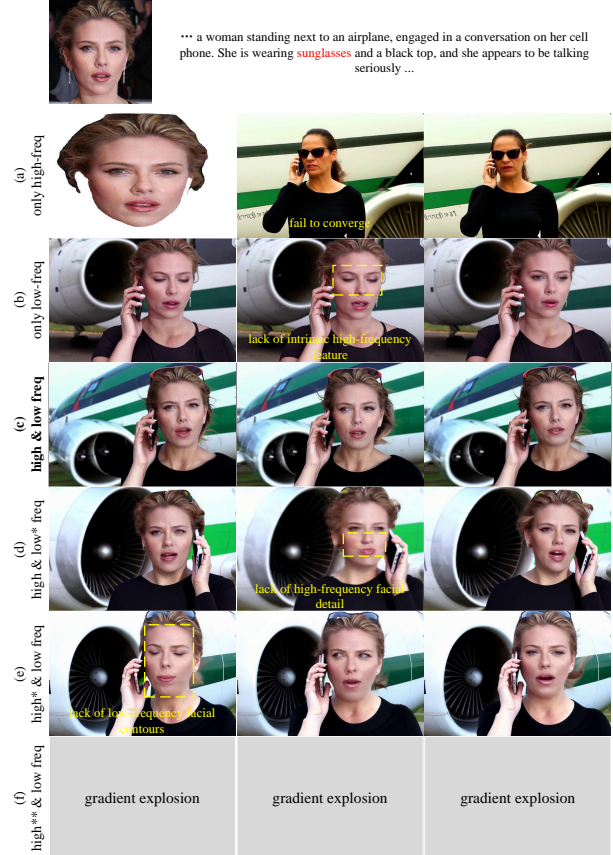 ··· a woman standing next to an airplane, engaged in a conversation on her cell
phone. She is wearing sunglasses and a black top, and she appears to be talking
seriously ...
(a)
only high-freq
fail to converge
(b)
only low-freq
lack of intrinsic high-frequency
feature
(c)
high & low freq
(d)
high & low* freq
lack of high-frequency facial
detail
(e)
high* & low freq
lack of low-frequency facial
contours
(f)
high** & low freq
gradient explosion
gradient explosion
gradient explosion